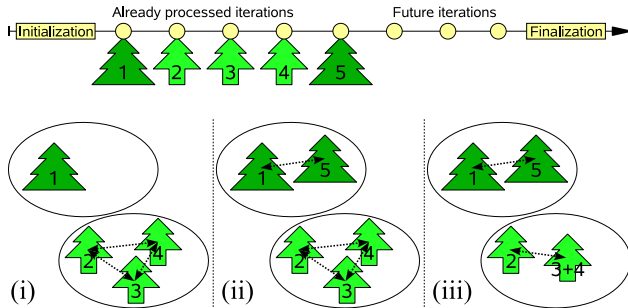 Already processed iterations Future iterations
Initialization Finalization
1 2 3 4 5
1 1 5 1 5
2 4 3 2 4 3 2 3+4
(i) (ii) (iii)